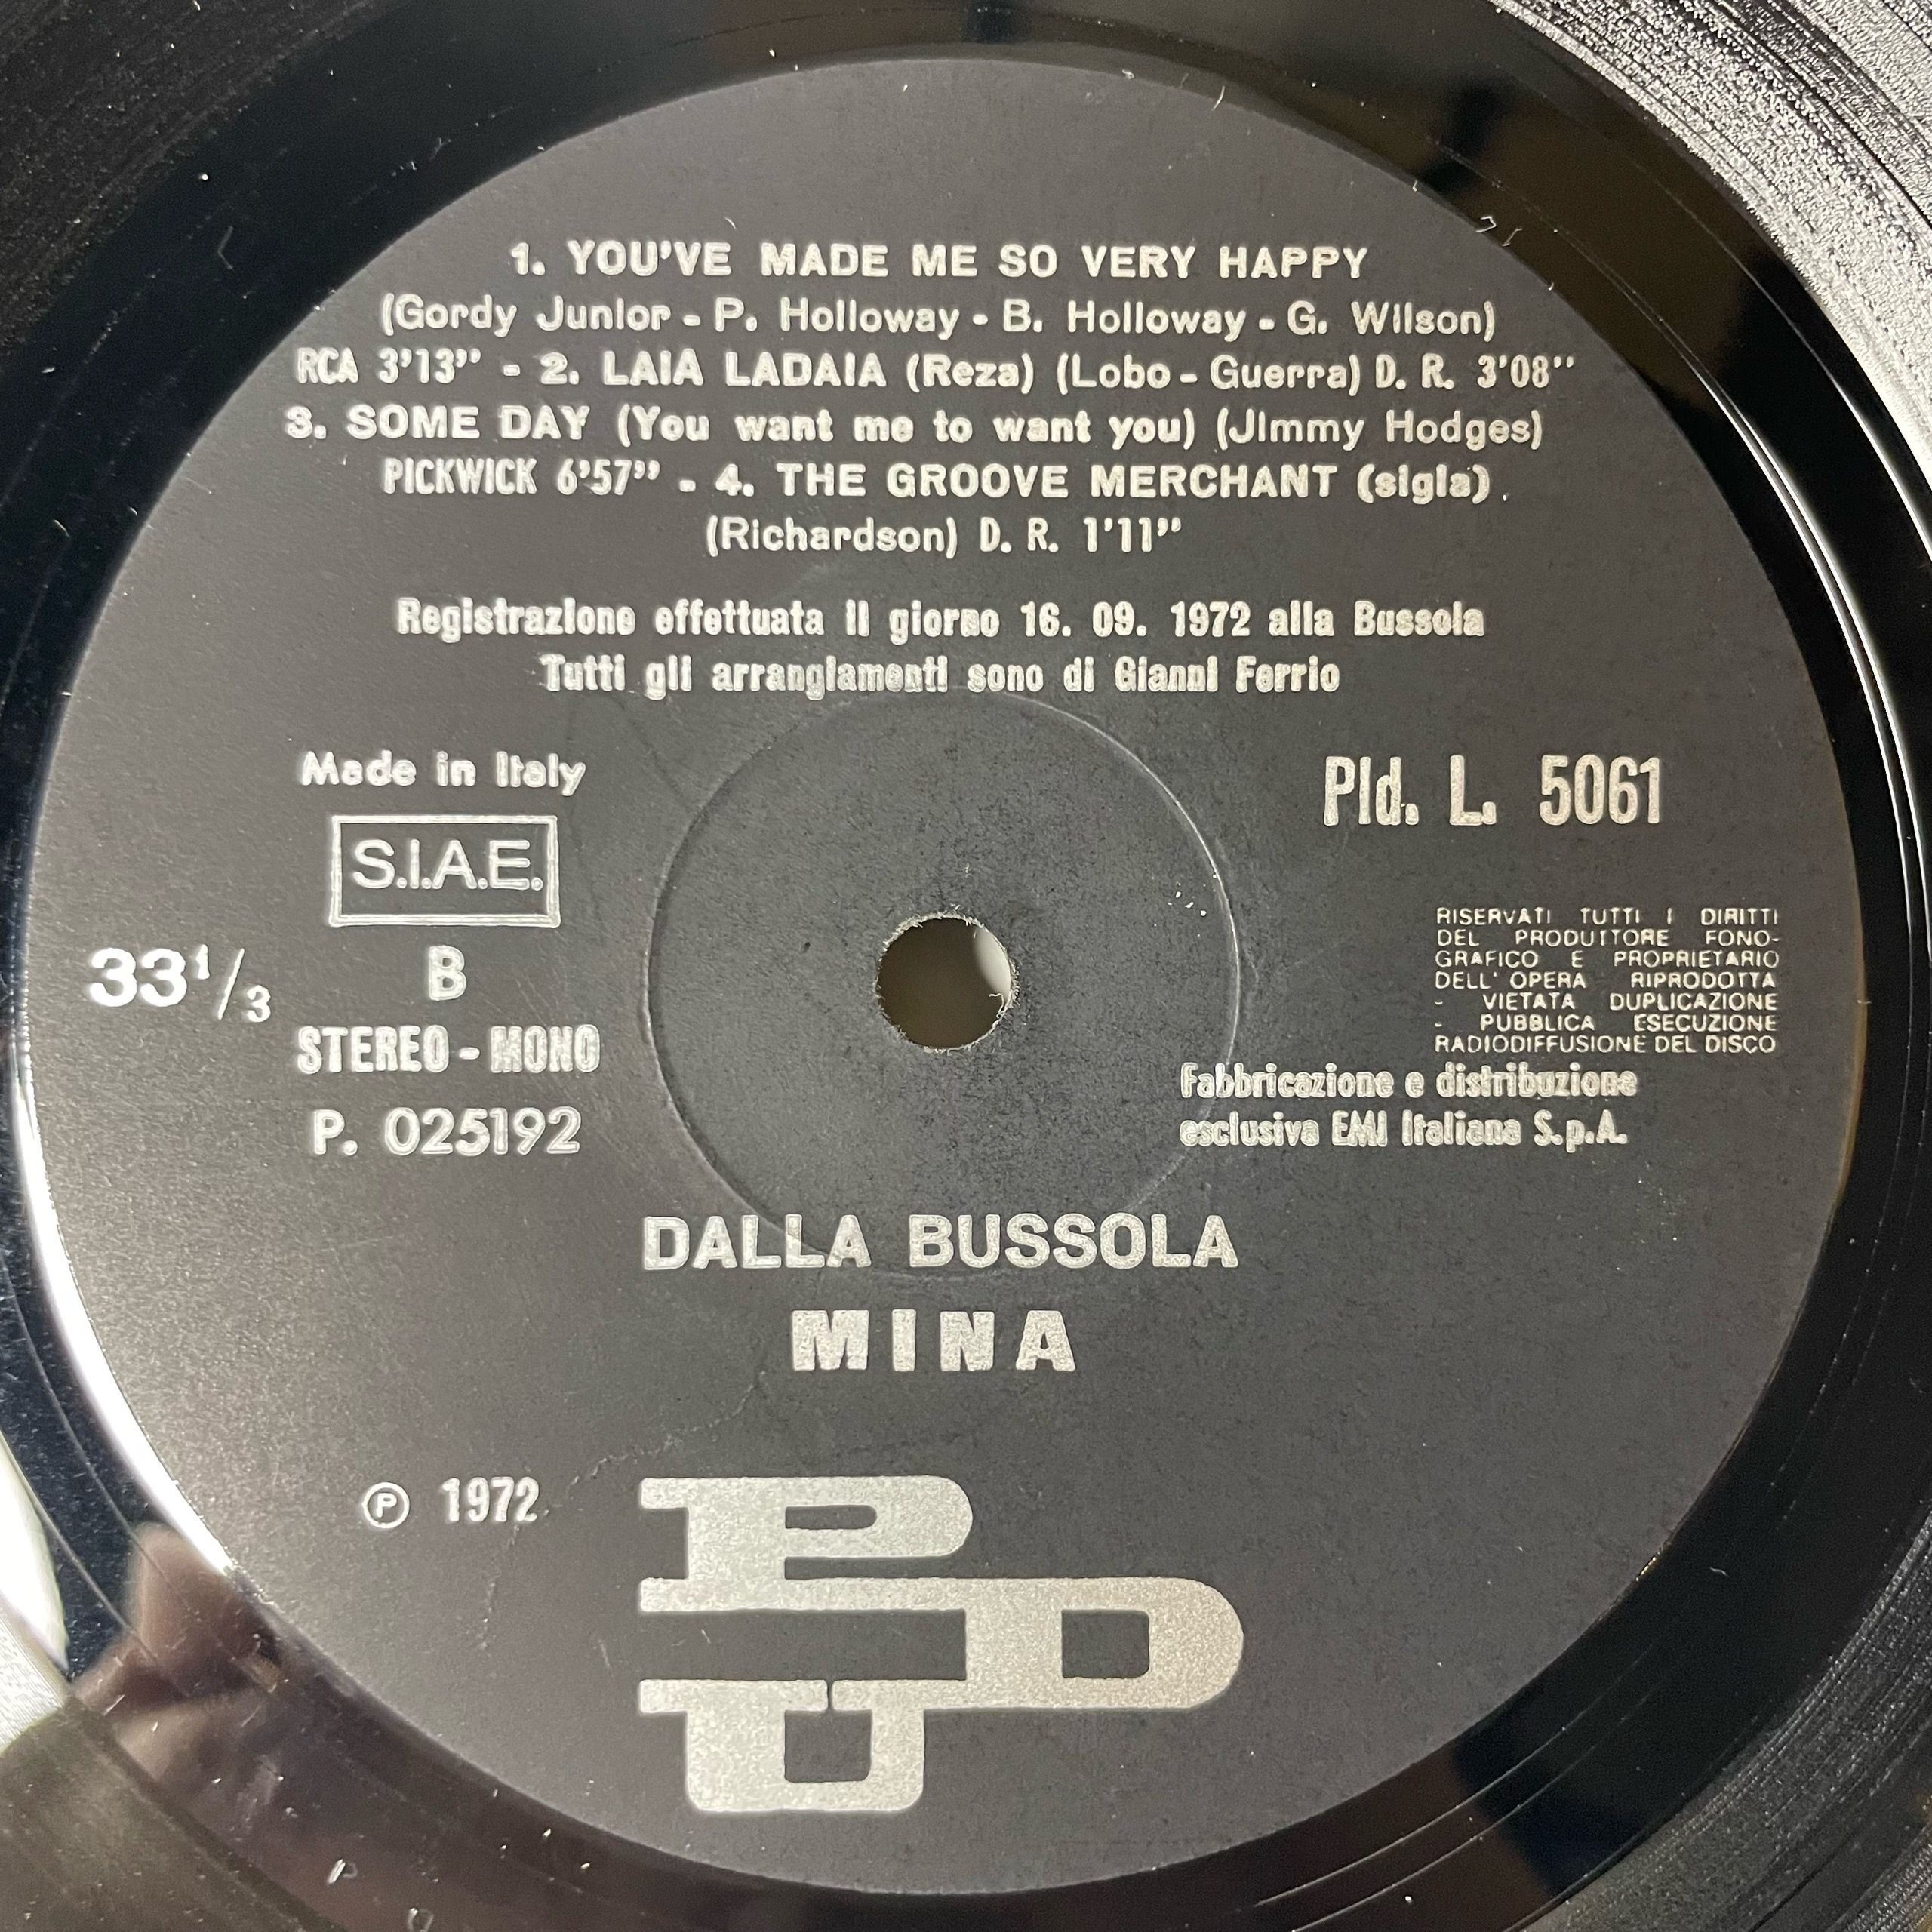 1. YOU'VE MADE ME SO VERY HAPPY
(Gordy Junior - P. Holloway - B. Holloway - G. Wilson)
RCA 3'13'' - 2. LAIA LADAIA (Reza) (Lobo - Guerra) D. R. 3'08''
3. SOME DAY (You want me to want you) (Jimmy Hodges)
PICKWICK 6'57'' - 4. THE GROOVE MERCHANT (sigla)
(Richardson) D. R. 1'11''
Registrazione effettuata il giorno 16. 09. 1972 alla Bussola
Tutti gli arrangiamenti sono di Gianni Ferrio
Made in Italy
S.I.A.E.
33 1/3
B
STEREO - MONO
P. 025192
Pld. L. 5061
RISERVATI TUTTI I DIRITTI
DEL PRODUTTORE FONO-
GRAFICO E PROPRIETARIO
DELL' OPERA RIPRODOTTA
- VIETATA DUPLICAZIONE
- PUBBLICA ESECUZIONE
RADIODIFFUSIONE DEL DISCO
Fabbricazione e distribuzione
esclusiva EMI Italiana S.p.A.
DALLA BUSSOLA
MINA
℗ 1972
PDU